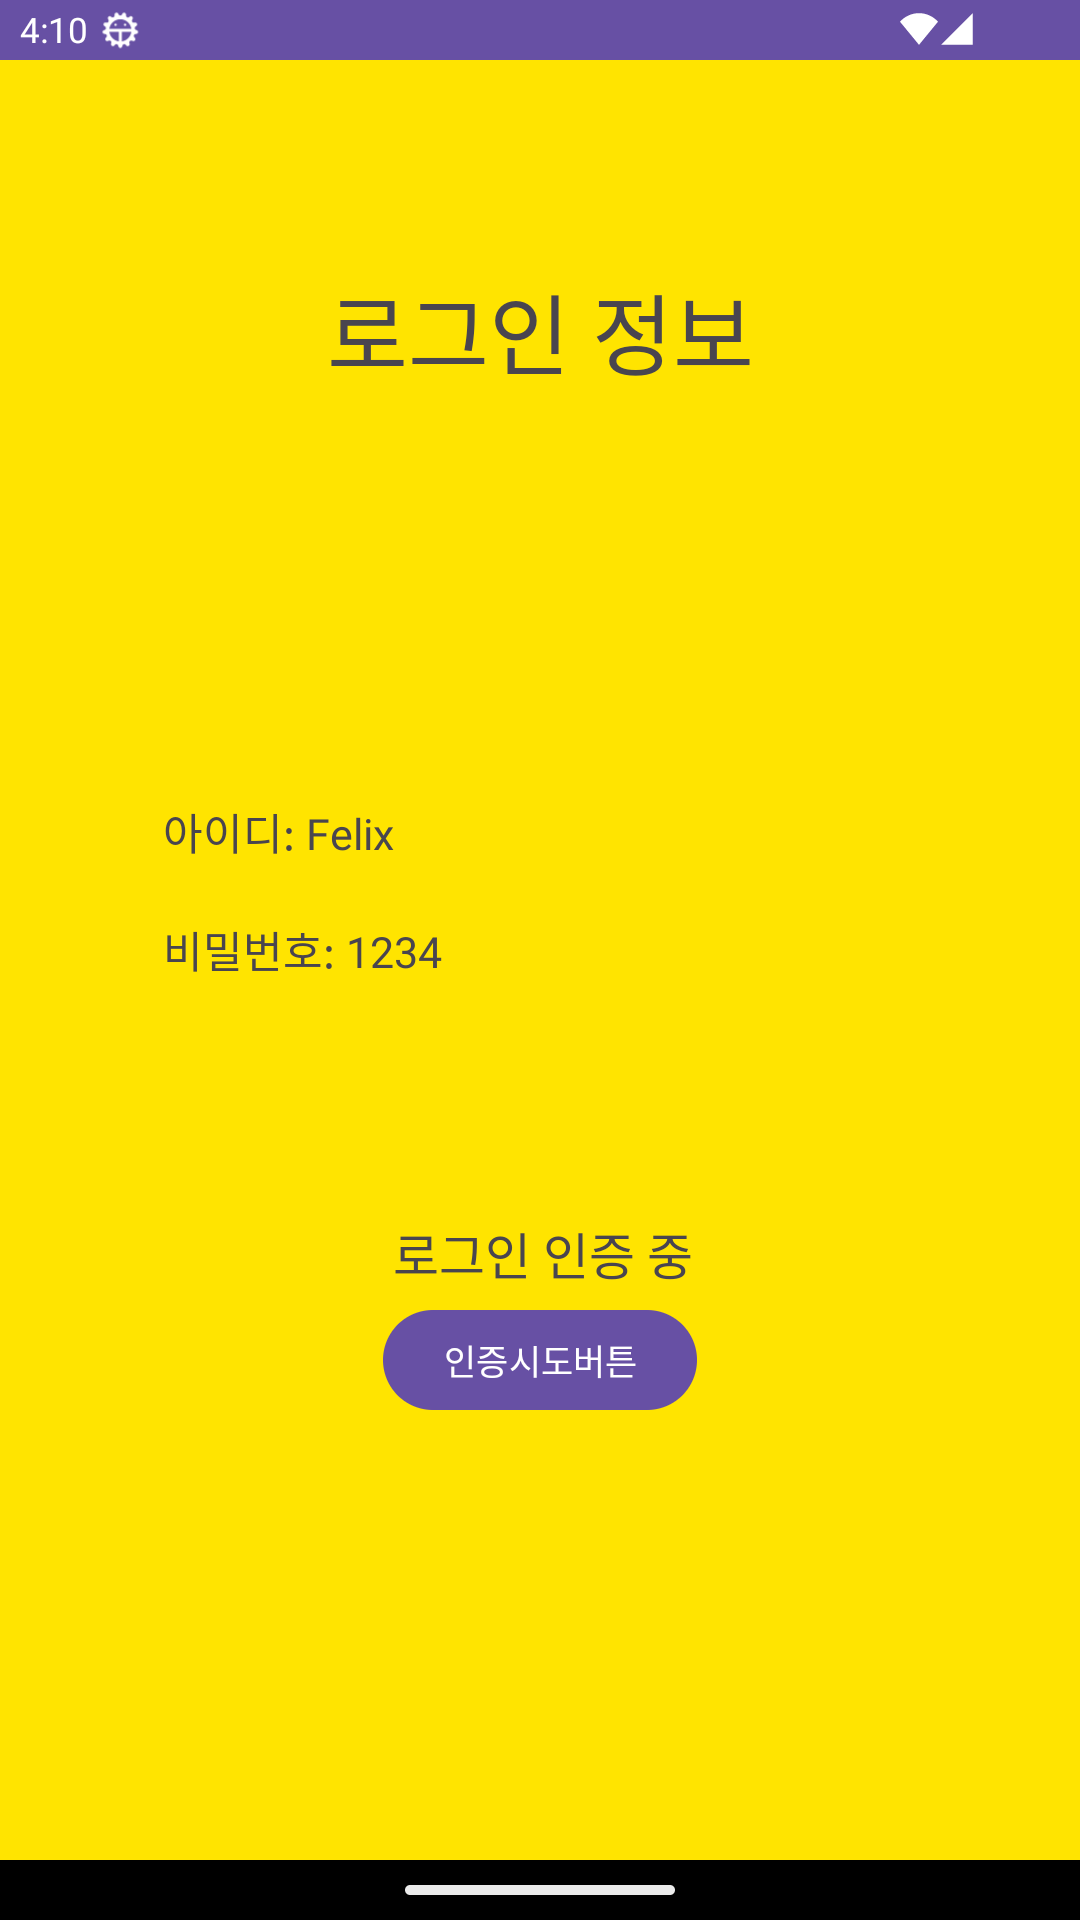 4:10
로그인 정보
아이디: Felix
비밀번호: 1234
로그인 인증 중
인증시도버튼